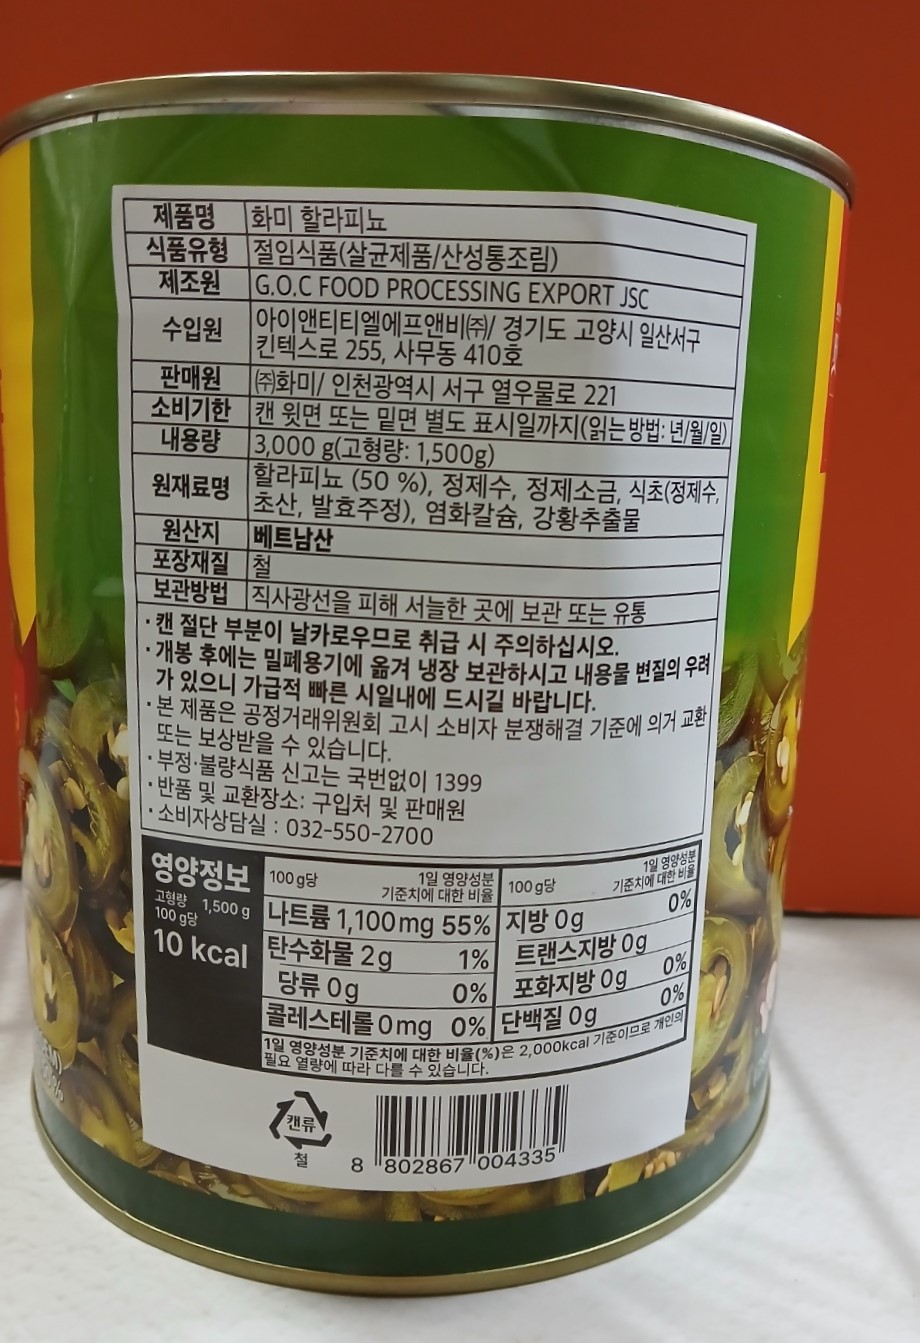 제품명 화미 할라피뇨
식품유형 절임식품(살균제품/산성통조림)
제조원 G.O.C FOOD PROCESSING EXPORT JSC
수입원 아이앤티티엘에프앤비㈜/ 경기도 고양시 일산서구
킨텍스로 255, 사무동 410호
판매원 ㈜화미/ 인천광역시 서구 열우물로 221
소비기한 캔 윗면 또는 밑면 별도 표시일까지(읽는 방법: 년/월/일)
내용량 3,000 g(고형량: 1,500g)
원재료명 할라피뇨 (50 %), 정제수, 정제소금, 식초(정제수,
초산, 발효주정), 염화칼슘, 강황추출물
원산지 베트남산
포장재질 철
보관방법 직사광선을 피해 서늘한 곳에 보관 또는 유통
· 캔 절단 부분이 날카로우므로 취급 시 주의하십시오.
· 개봉 후에는 밀폐용기에 옮겨 냉장 보관하시고 내용물 변질의 우려
가 있으니 가급적 빠른 시일내에 드시길 바랍니다.
· 본 제품은 공정거래위원회 고시 소비자 분쟁해결 기준에 의거 교환
또는 보상받을 수 있습니다.
· 부정·불량식품 신고는 국번없이 1399
· 반품 및 교환장소: 구입처 및 판매원
· 소비자상담실 : 032-550-2700
영양정보
고형량 1,500 g
100 g당
10 kcal
100 g당 1일 영양성분
기준치에 대한 비율
나트륨 1,100mg 55%
탄수화물 2g 1%
당류 0g 0%
콜레스테롤 0mg 0%
100 g당 1일 영양성분
기준치에 대한 비율
지방 0g 0%
트랜스지방 0g
포화지방 0g 0%
단백질 0g 0%
1일 영양성분 기준치에 대한 비율(%)은 2,000kcal 기준이므로 개인의
필요 열량에 따라 다를 수 있습니다.
캔류
철
8 802867 004335